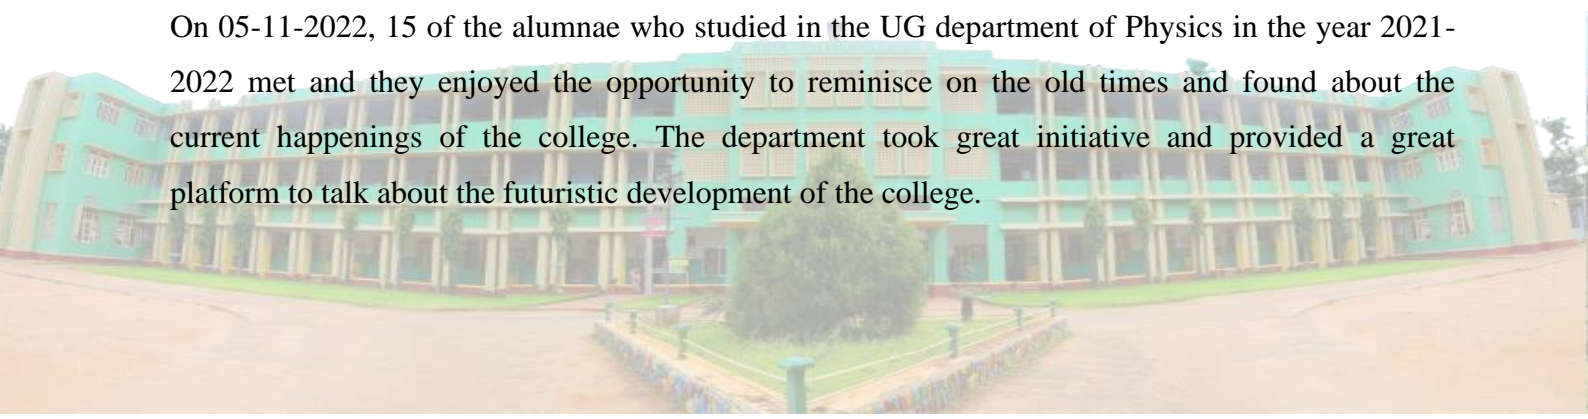 On 05-11-2022, 15 of the alumnae who studied in the UG department of Physics in the year 2021-
2022 met and they enjoyed the opportunity to reminisce on the old times and found about the
current happenings of the college. The department took great initiative and provided a great
platform to talk about the futuristic development of the college.